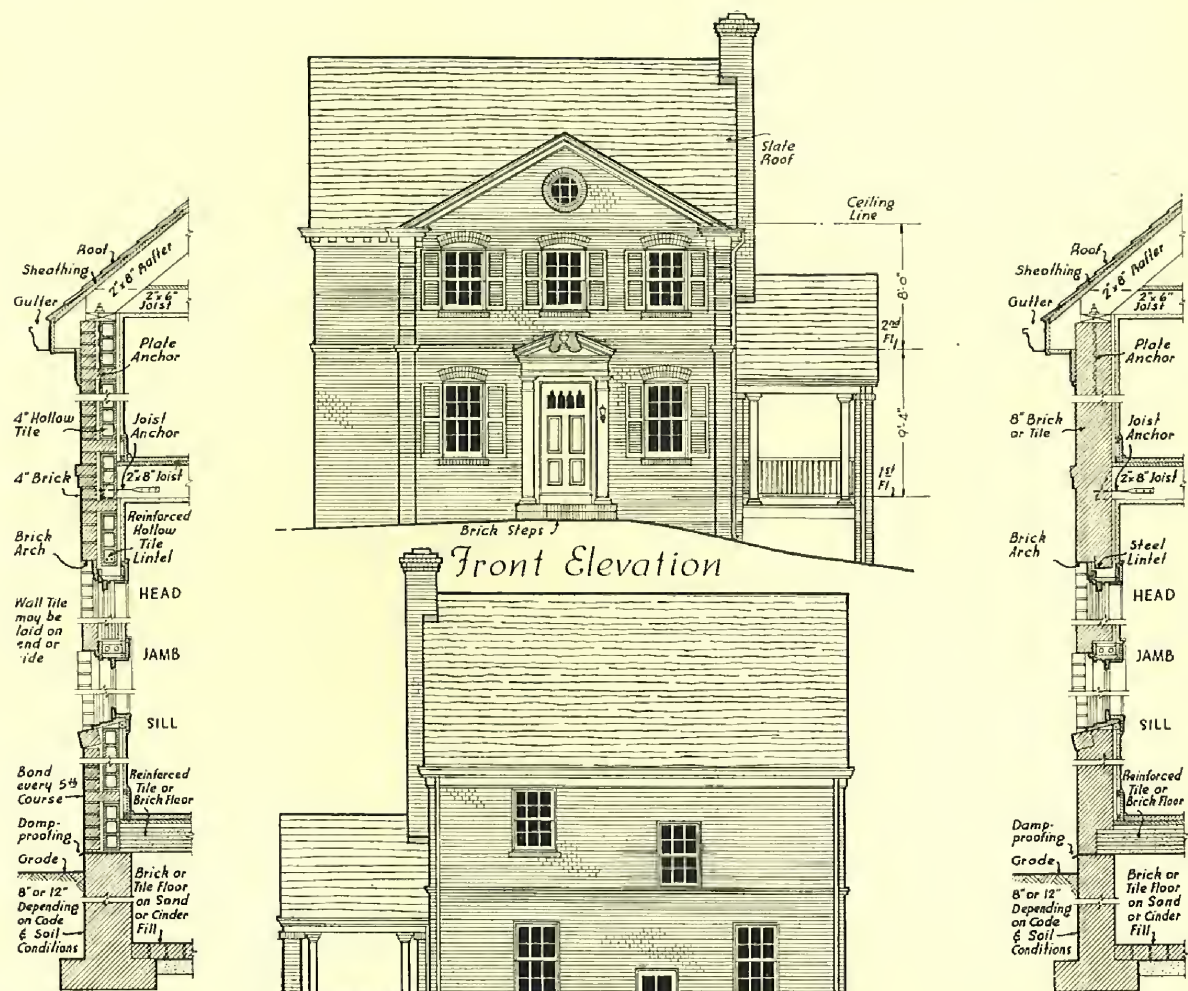 Roof
Sheathing
2"x8" Rafter
2"x6"
Joist
Gutter
Plate
Anchor
4" Hollow
Tile
Joist
Anchor
4" Brick
2"x8" Joist
Reinforced
Hollow
Tile
Lintel
Brick
Arch
HEAD
Wall Tile
may be
laid on
end or
ide
JAMB
SILL
Bond
every 5th
Course
Reinforced
Tile or
Brick Floor
Damp-
proofing
Grade
8" or 12"
Depending
on Code
& Soil
Conditions
Brick or
Tile Floor
on Sand
or Cinder
Fill
Slate
Roof
Ceiling
Line
8'-0"
2nd
Fl.
9'-4"
1st
Fl.
Brick Steps
Front Elevation
Roof
Sheathing
2"x8" Rafter
2"x6"
Joist
Gutter
Plate
Anchor
8" Brick
or Tile
Joist
Anchor
2"x8" Joist
Brick
Arch
Steel
Lintel
HEAD
JAMB
SILL
Reinforced
Tile or
Brick Floor
Damp-
proofing
Grade
8" or 12"
Depending
on Code
& Soil
Conditions
Brick or
Tile Floor
on Sand
or Cinder
Fill